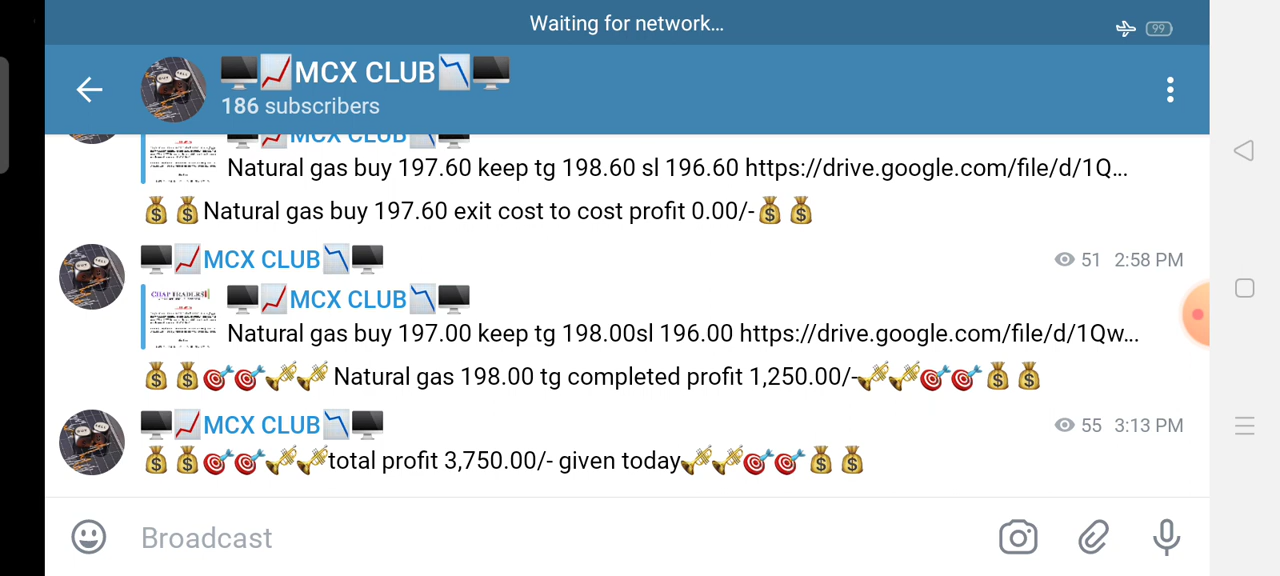 Waiting for network...
99
🖥️📈MCX CLUB📉🖥️
186 subscribers
🖥️📈MCX CLUB📉🖥️
Natural gas buy 197.60 keep tg 198.60 sl 196.60 https://drive.google.com/file/d/1Q...
💰 💰Natural gas buy 197.60 exit cost to cost profit 0.00/-💰 💰
🖥️📈MCX CLUB📉🖥️ 51 2:58 PM
🖥️📈MCX CLUB📉🖥️
Natural gas buy 197.00 keep tg 198.00sl 196.00 https://drive.google.com/file/d/1Qw...
💰 💰🎯🎯🎺🎺 Natural gas 198.00 tg completed profit 1,250.00/-🎺🎺🎯🎯💰 💰
🖥️📈MCX CLUB📉🖥️ 55 3:13 PM
💰 💰🎯🎯🎺🎺total profit 3,750.00/- given today🎺🎺🎯🎯💰 💰
Broadcast